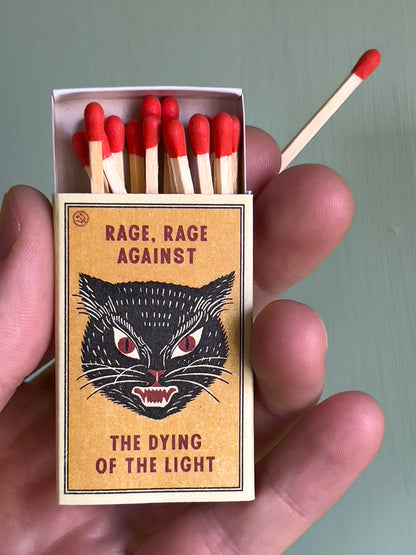 RAGE, RAGE
AGAINST
THE DYING
OF THE LIGHT